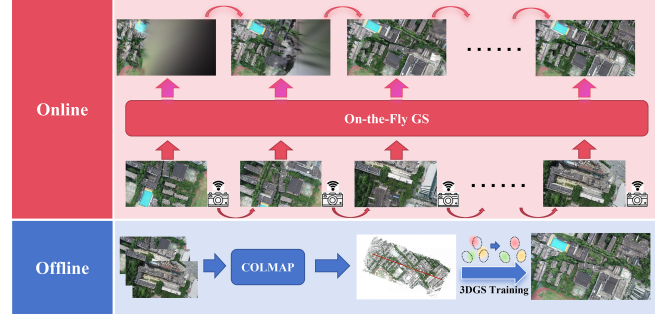 Online
On-the-Fly GS
Offline
COLMAP
3DGS Training